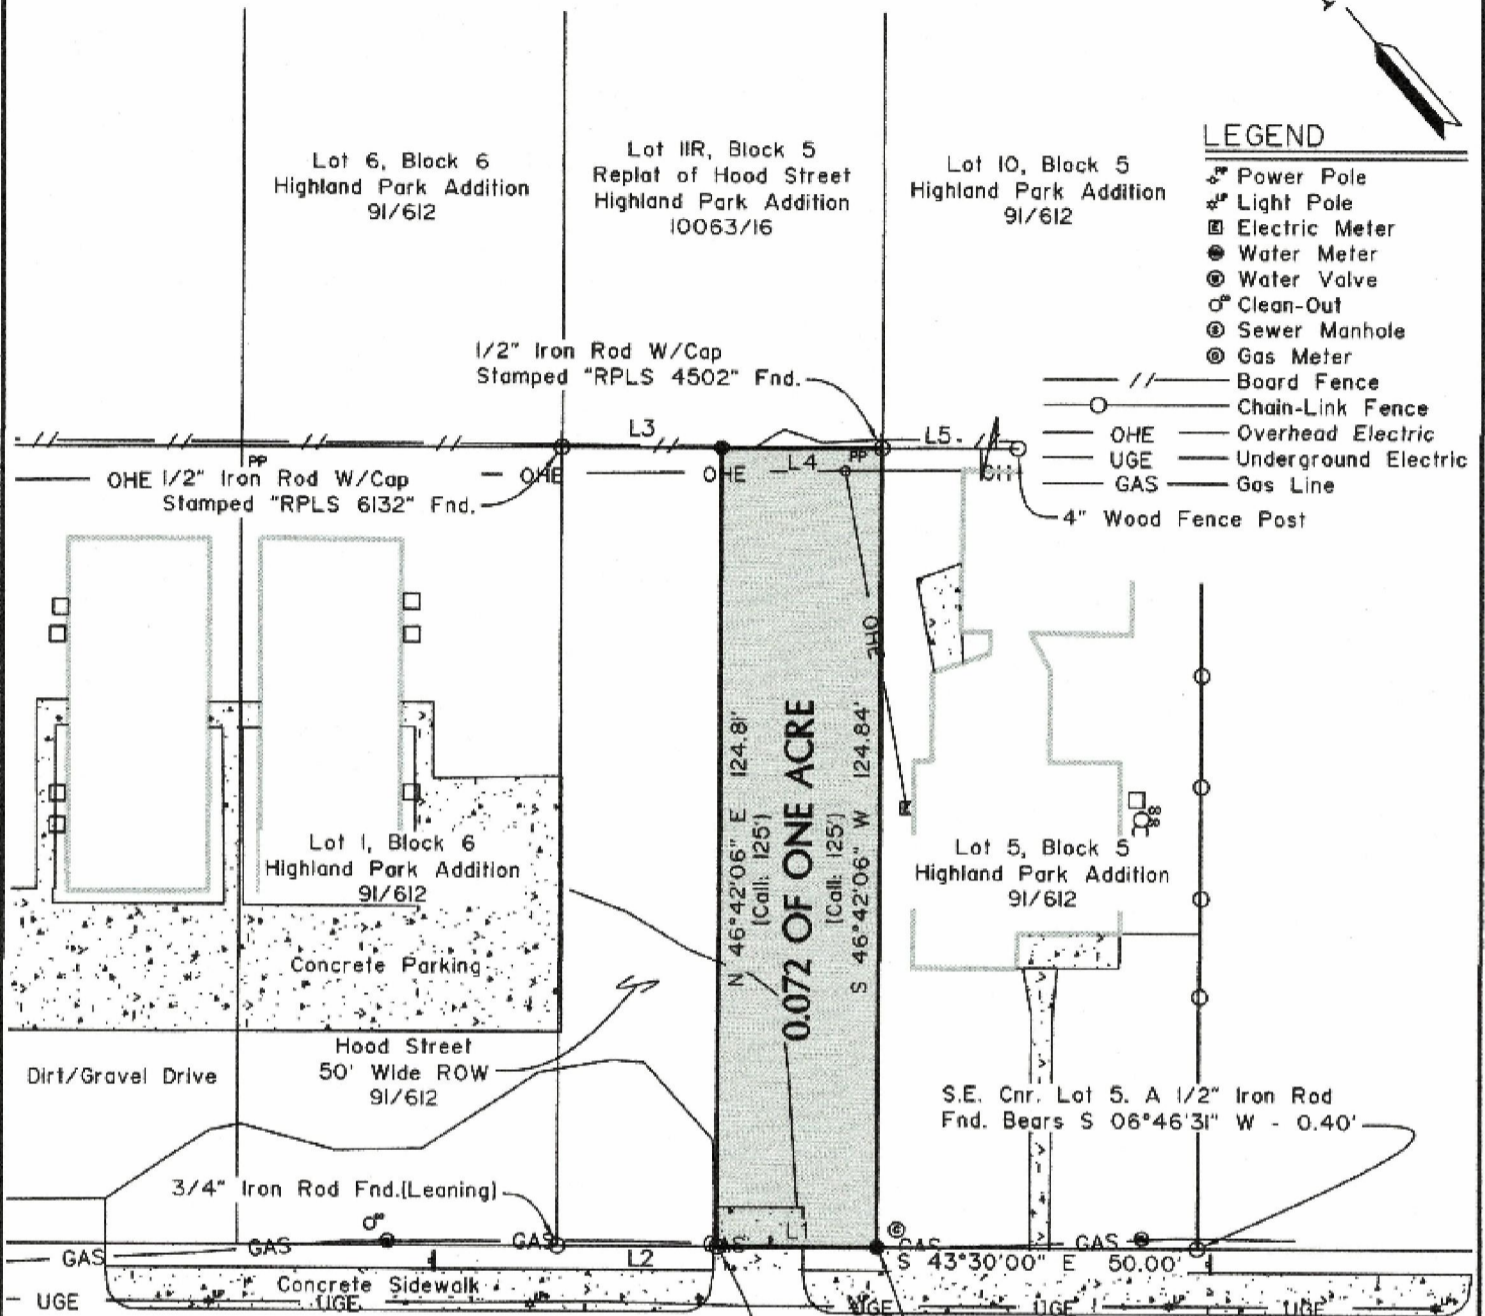 Lot 6, Block 6
Highland Park Addition
91/612
Lot 11R, Block 5
Replat of Hood Street
Highland Park Addition
10063/16
Lot 10, Block 5
Highland Park Addition
91/612
LEGEND
PP Power Pole
LP Light Pole
E Electric Meter
Water Meter
Water Valve
Clean-Out
S Sewer Manhole
G Gas Meter
// Board Fence
Chain-Link Fence
OHE Overhead Electric
UGE Underground Electric
GAS Gas Line
1/2" Iron Rod W/Cap
Stamped "RPLS 4502" Fnd.
L3
L5
L4
PP
PP
OHE
OHE
OHE
OH
1/2" Iron Rod W/Cap
Stamped "RPLS 6132" Fnd.
4" Wood Fence Post
OHE
N 46°42'06" E 124.81'
(Call: 125')
0.072 OF ONE ACRE
(Call: 125')
S 46°42'06" W 124.84'
E
Lot 1, Block 6
Highland Park Addition
91/612
Lot 5, Block 5
Highland Park Addition
91/612
Concrete Parking
Hood Street
50' Wide ROW
91/612
Dirt/Gravel Drive
S.E. Cnr. Lot 5. A 1/2" Iron Rod
Fnd. Bears S 06°46'31" W - 0.40'
3/4" Iron Rod Fnd.(Leaning)
GAS
GAS
GAS
L2
L1
GAS
GAS
S 43°30'00" E 50.00'
Concrete Sidewalk
UGE
UGE
UGE
UGE
UGE